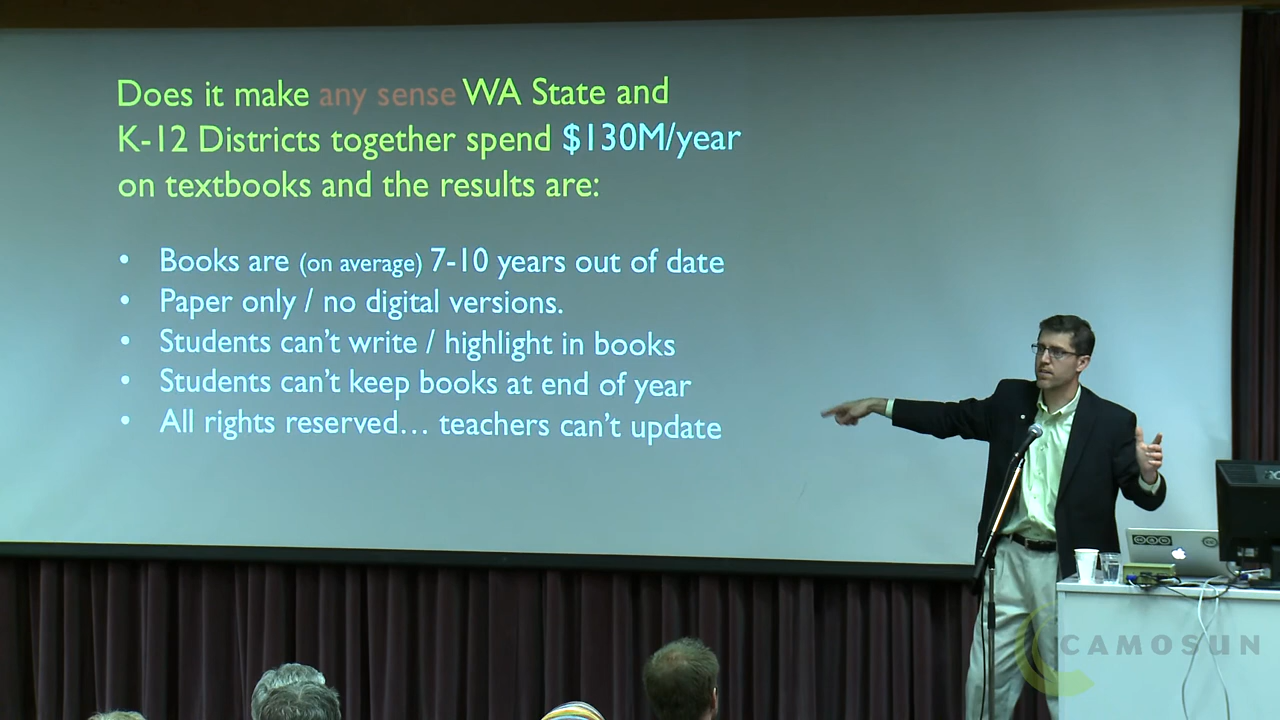 Does it make any sense WA State and
K-12 Districts together spend $130M/year
on textbooks and the results are:
• Books are (on average) 7-10 years out of date
• Paper only / no digital versions.
• Students can't write / highlight in books
• Students can't keep books at end of year
• All rights reserved... teachers can't update
CAMOSUN